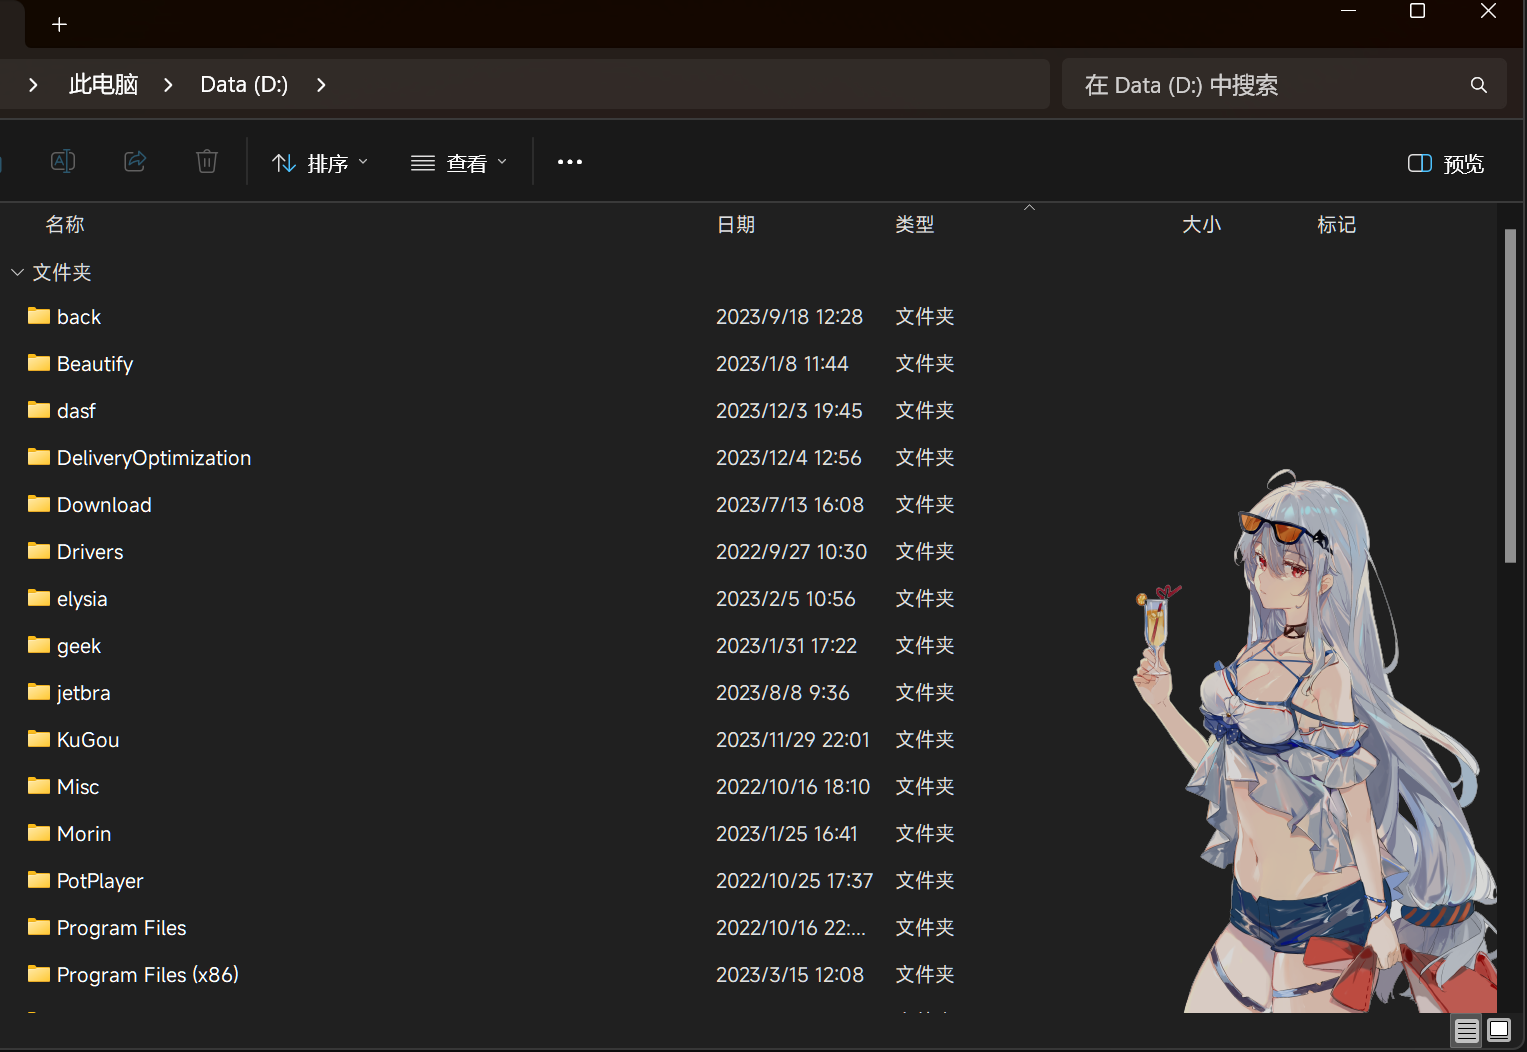 此电脑 Data (D:) 在 Data (D:) 中搜索
排序 查看 ••• 预览
名称 日期 类型 大小 标记
文件夹
back 2023/9/18 12:28 文件夹
Beautify 2023/1/8 11:44 文件夹
dasf 2023/12/3 19:45 文件夹
DeliveryOptimization 2023/12/4 12:56 文件夹
Download 2023/7/13 16:08 文件夹
Drivers 2022/9/27 10:30 文件夹
elysia 2023/2/5 10:56 文件夹
geek 2023/1/31 17:22 文件夹
jetbra 2023/8/8 9:36 文件夹
KuGou 2023/11/29 22:01 文件夹
Misc 2022/10/16 18:10 文件夹
Morin 2023/1/25 16:41 文件夹
PotPlayer 2022/10/25 17:37 文件夹
Program Files 2022/10/16 22:... 文件夹
Program Files (x86) 2023/3/15 12:08 文件夹